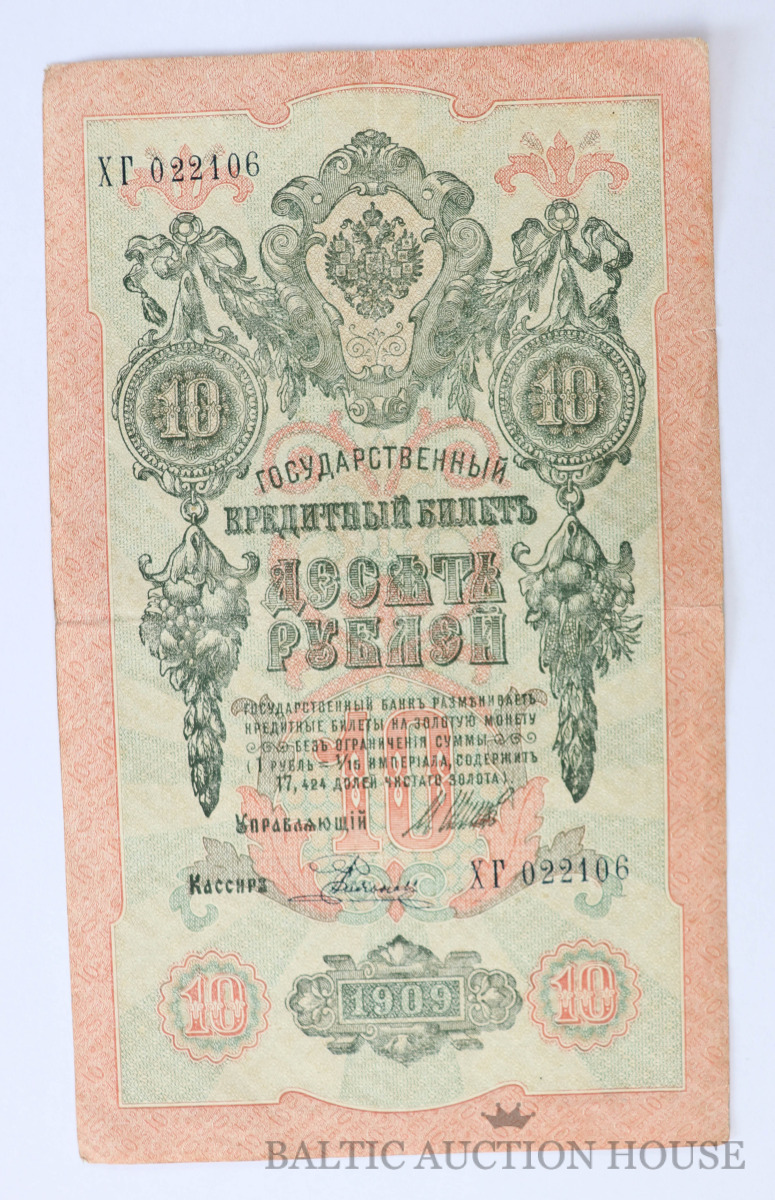 ХГ 022106
10
10
ГОСУДАРСТВЕННЫЙ
КРЕДИТНЫЙ БИЛЕТЪ
ДЕСЯТЬ
РУБЛЕЙ
ГОСУДАРСТВЕННЫЙ БАНКЪ РАЗМѢНИВАЕТЪ
КРЕДИТНЫЕ БИЛЕТЫ НА ЗОЛОТУЮ МОНЕТУ
БЕЗЪ ОГРАНИЧЕНІЯ СУММЫ
(1 РУБЛЬ = 1/15 ИМПЕРІАЛА, СОДЕРЖИТЪ
17,424 ДОЛЕЙ ЧИСТАГО ЗОЛОТА).
10
УПРАВЛЯЮЩІЙ
КАССИРЪ
ХГ 022106
10
1909
10
BALTIC AUCTION HOUSE